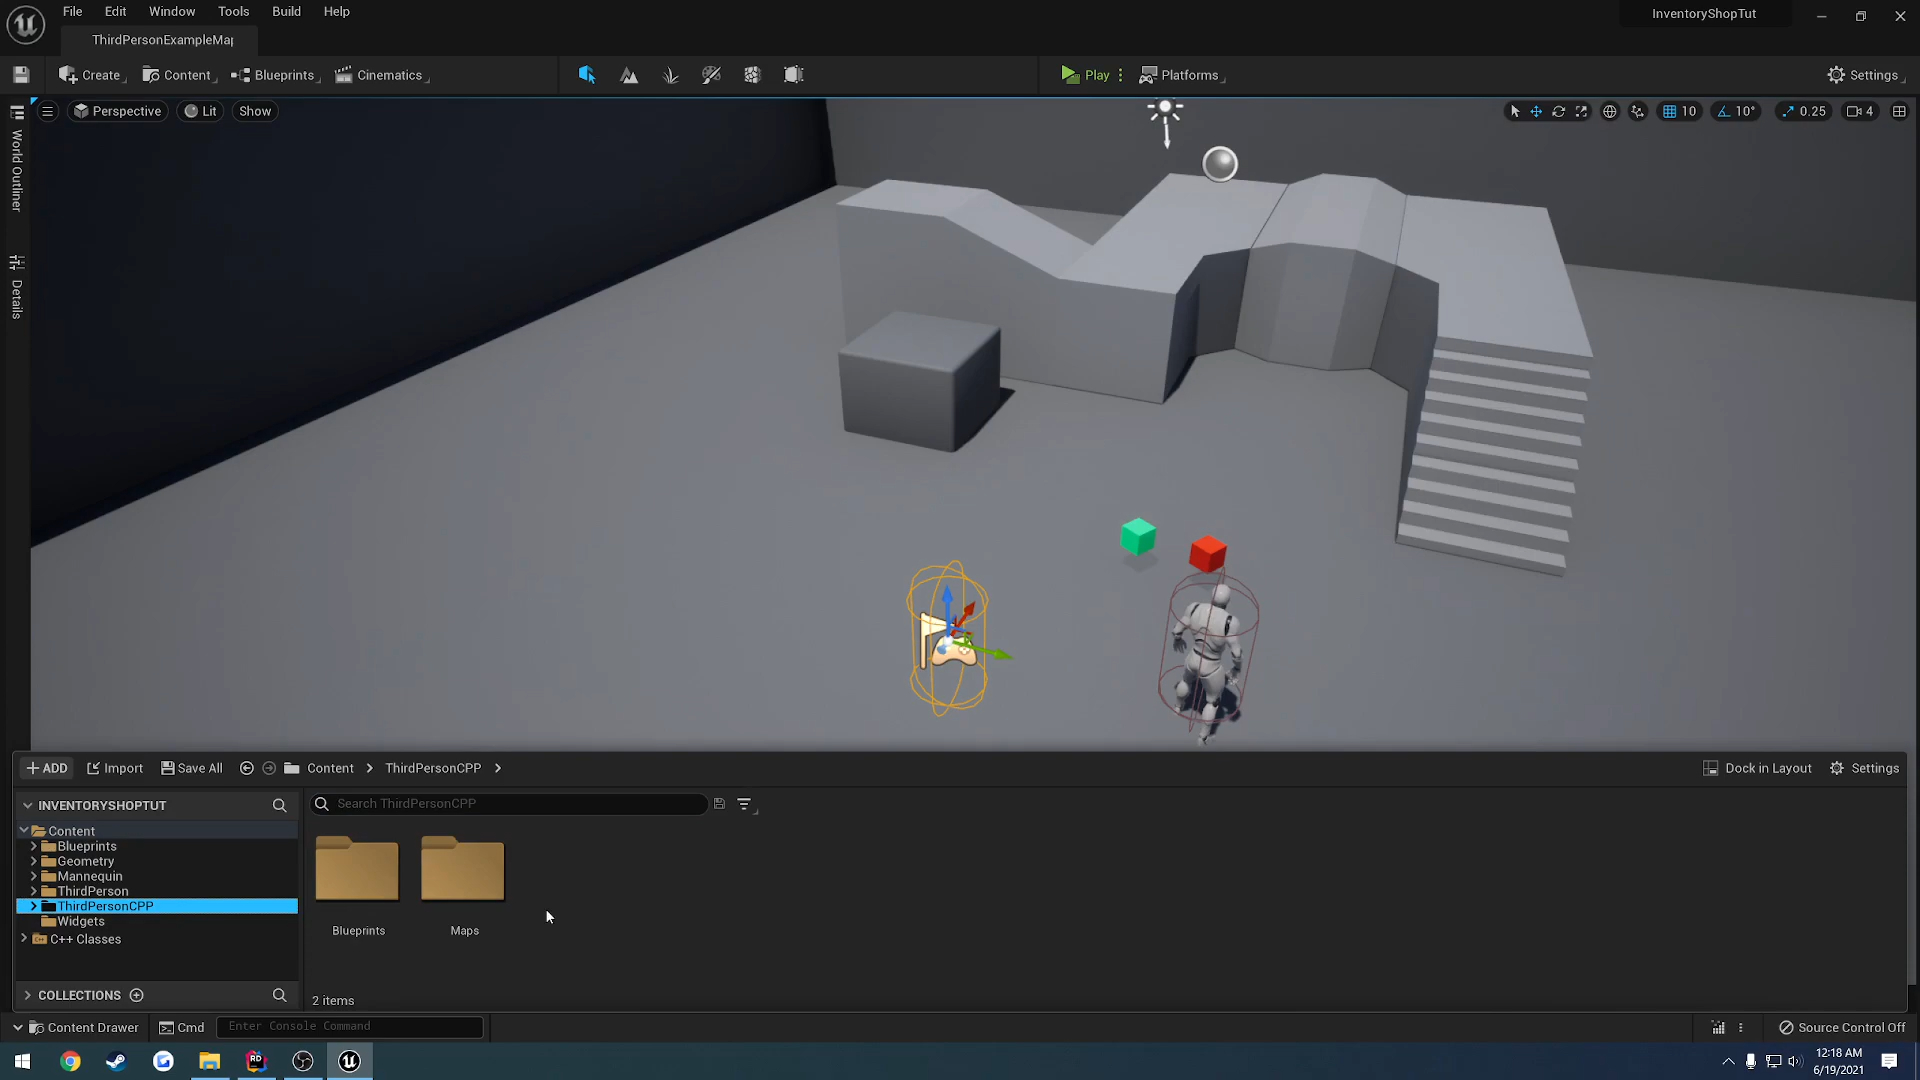 File Edit Window Tools Build Help InventoryShopTut
ThirdPersonExampleMap
Create Content Blueprints Cinematics Play Platforms Settings
Perspective Lit Show 10 10° 0.25 4
World Outliner
Details
ADD Import Save All Content ThirdPersonCPP Dock in Layout Settings
INVENTORYSHOPTUT
Search ThirdPersonCPP
Content
Blueprints
Geometry
Mannequin
ThirdPerson
ThirdPersonCPP
Widgets
C++ Classes
Blueprints Maps
COLLECTIONS
2 items
Content Drawer Cmd Enter Console Command Source Control Off
RD
12:18 AM
6/19/2021